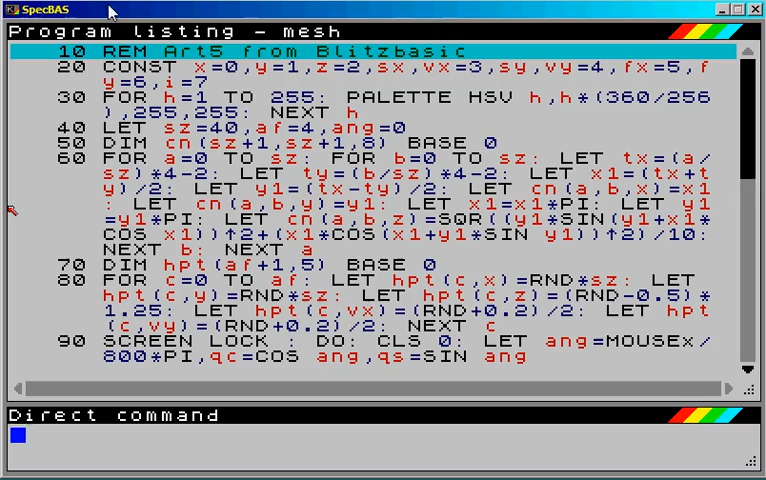 SpecBAS
Program listing - mesh
10 REM Art5 from Blitzbasic
20 CONST x=0,y=1,z=2,sx,vx=3,sy,vy=4,fx=5,f
y=6,i=7
30 FOR h=1 TO 255: PALETTE HSV h,h*(360/256
),255,255: NEXT h
40 LET sz=40,af=4,ang=0
50 DIM cn(sz+1,sz+1,8) BASE 0
60 FOR a=0 TO sz: FOR b=0 TO sz: LET tx=(a/
sz)*4-2: LET ty=(b/sz)*4-2: LET x1=(tx+t
y)/2: LET y1=(tx-ty)/2: LET cn(a,b,x)=x1
: LET cn(a,b,y)=y1: LET x1=x1*PI: LET y1
=y1*PI: LET cn(a,b,z)=SQR((y1*SIN(y1+x1*
COS x1))↑2+(x1*COS(x1+y1*SIN y1))↑2)/10:
NEXT b: NEXT a
70 DIM hpt(af+1,5) BASE 0
80 FOR c=0 TO af: LET hpt(c,x)=RND*sz: LET
hpt(c,y)=RND*sz: LET hpt(c,z)=(RND-0.5)*
1.25: LET hpt(c,vx)=(RND+0.2)/2: LET hpt
(c,vy)=(RND+0.2)/2: NEXT c
90 SCREEN LOCK : DO: CLS 0: LET ang=MOUSEx/
800*PI,qc=COS ang,qs=SIN ang
Direct command